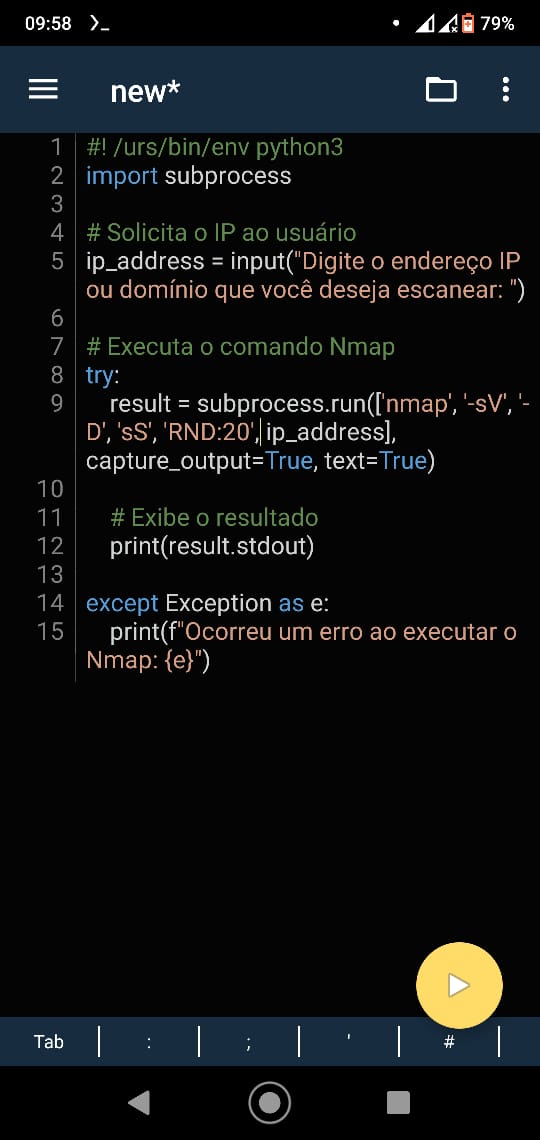 09:58 >_ 79%
new*
1 #! /urs/bin/env python3
2 import subprocess
3
4 # Solicita o IP ao usuário
5 ip_address = input("Digite o endereço IP
ou domínio que você deseja escanear: ")
6
7 # Executa o comando Nmap
8 try:
9 result = subprocess.run(['nmap', '-sV', '-
D', 'sS', 'RND:20', ip_address],
capture_output=True, text=True)
10
11 # Exibe o resultado
12 print(result.stdout)
13
14 except Exception as e:
15 print(f"Ocorreu um erro ao executar o
Nmap: {e}")
Tab : ; ' #